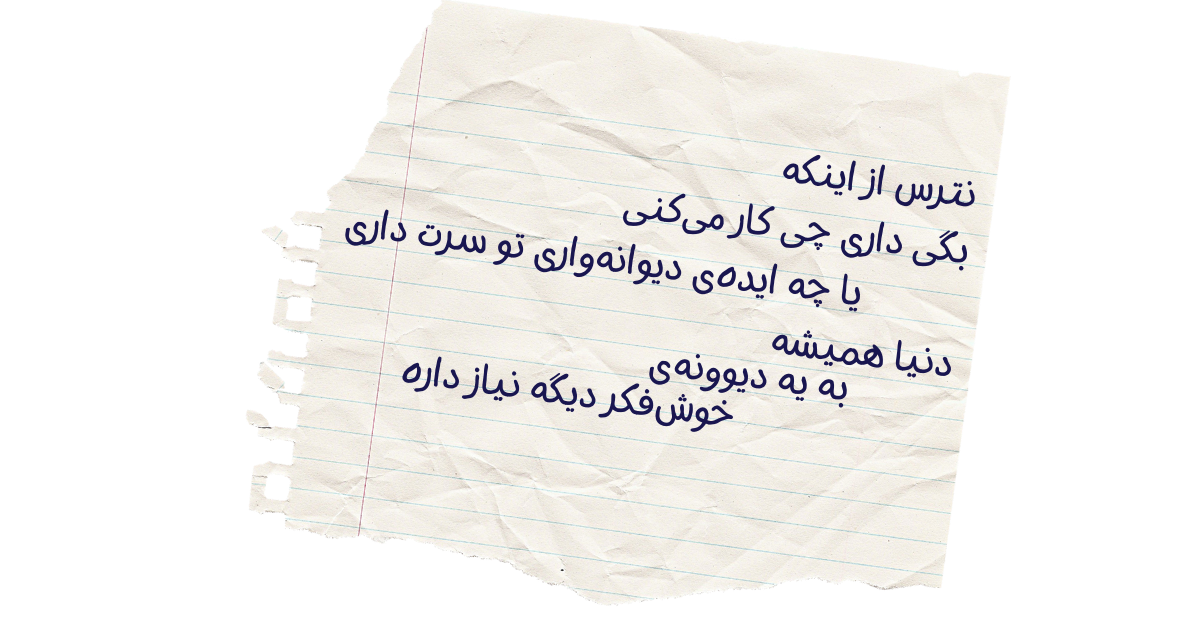 نترس از اینکه
بگی داری چی کار می‌کنی
یا چه ایده‌ی دیوانه‌واری تو سرت داری
دنیا همیشه
به یه دیوونه‌ی
خوش‌فکر دیگه نیاز داره